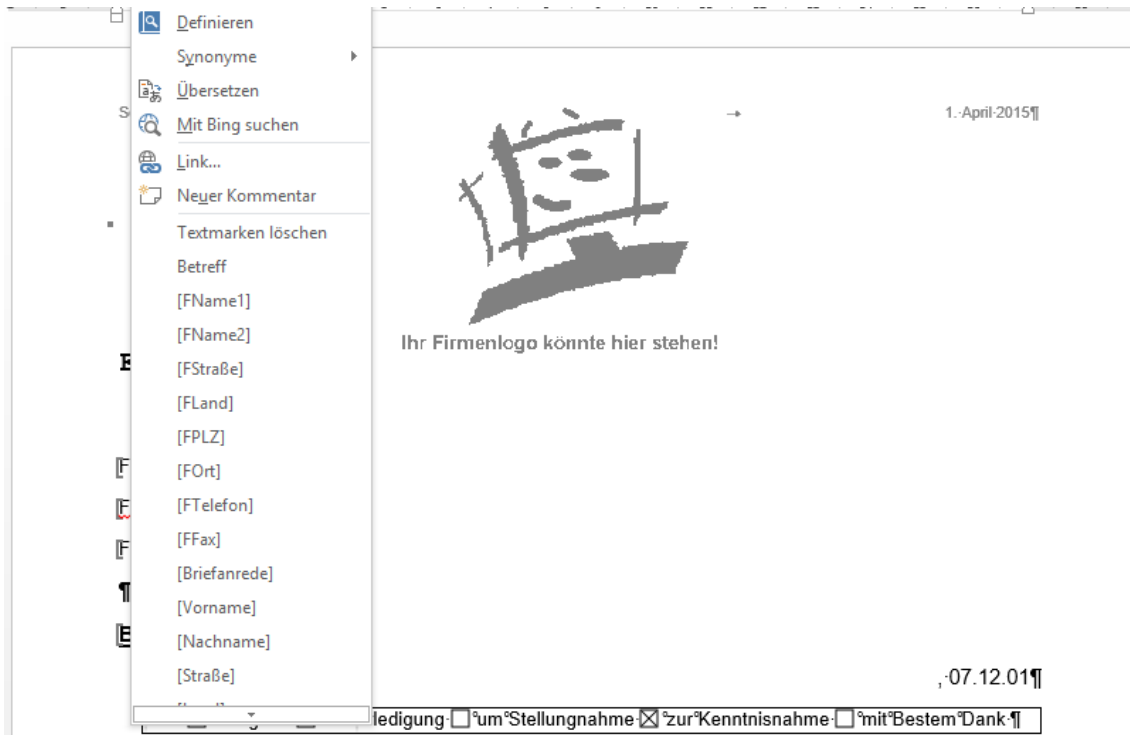 Definieren
Synonyme
Übersetzen
Mit Bing suchen
Link...
Neuer Kommentar
Textmarken löschen
Betreff
[FName1]
[FName2]
[FStraße]
[FLand]
[FPLZ]
[FOrt]
[FTelefon]
[FFax]
[Briefanrede]
[Vorname]
[Nachname]
[Straße]
1.·April·2015¶
Ihr Firmenlogo könnte hier stehen!
,·07.12.01¶
ledigung·☐°um°Stellungnahme·☒°zur°Kenntnisnahme·☐°mit°Bestem°Dank·¶